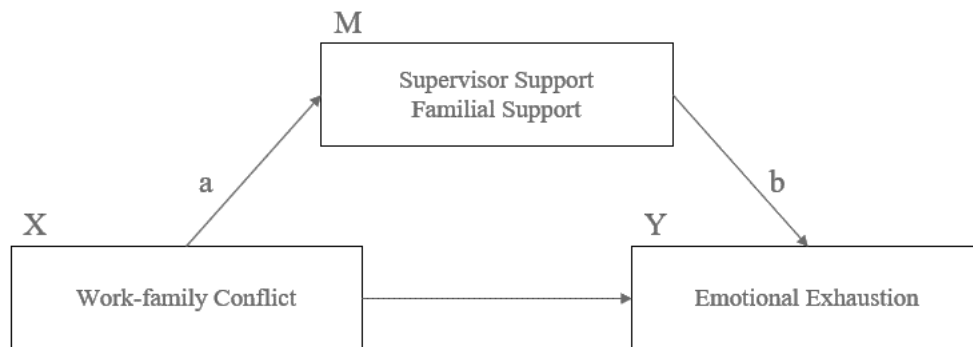 M
Supervisor Support
Familial Support
a
b
X
Y
Work-family Conflict
Emotional Exhaustion